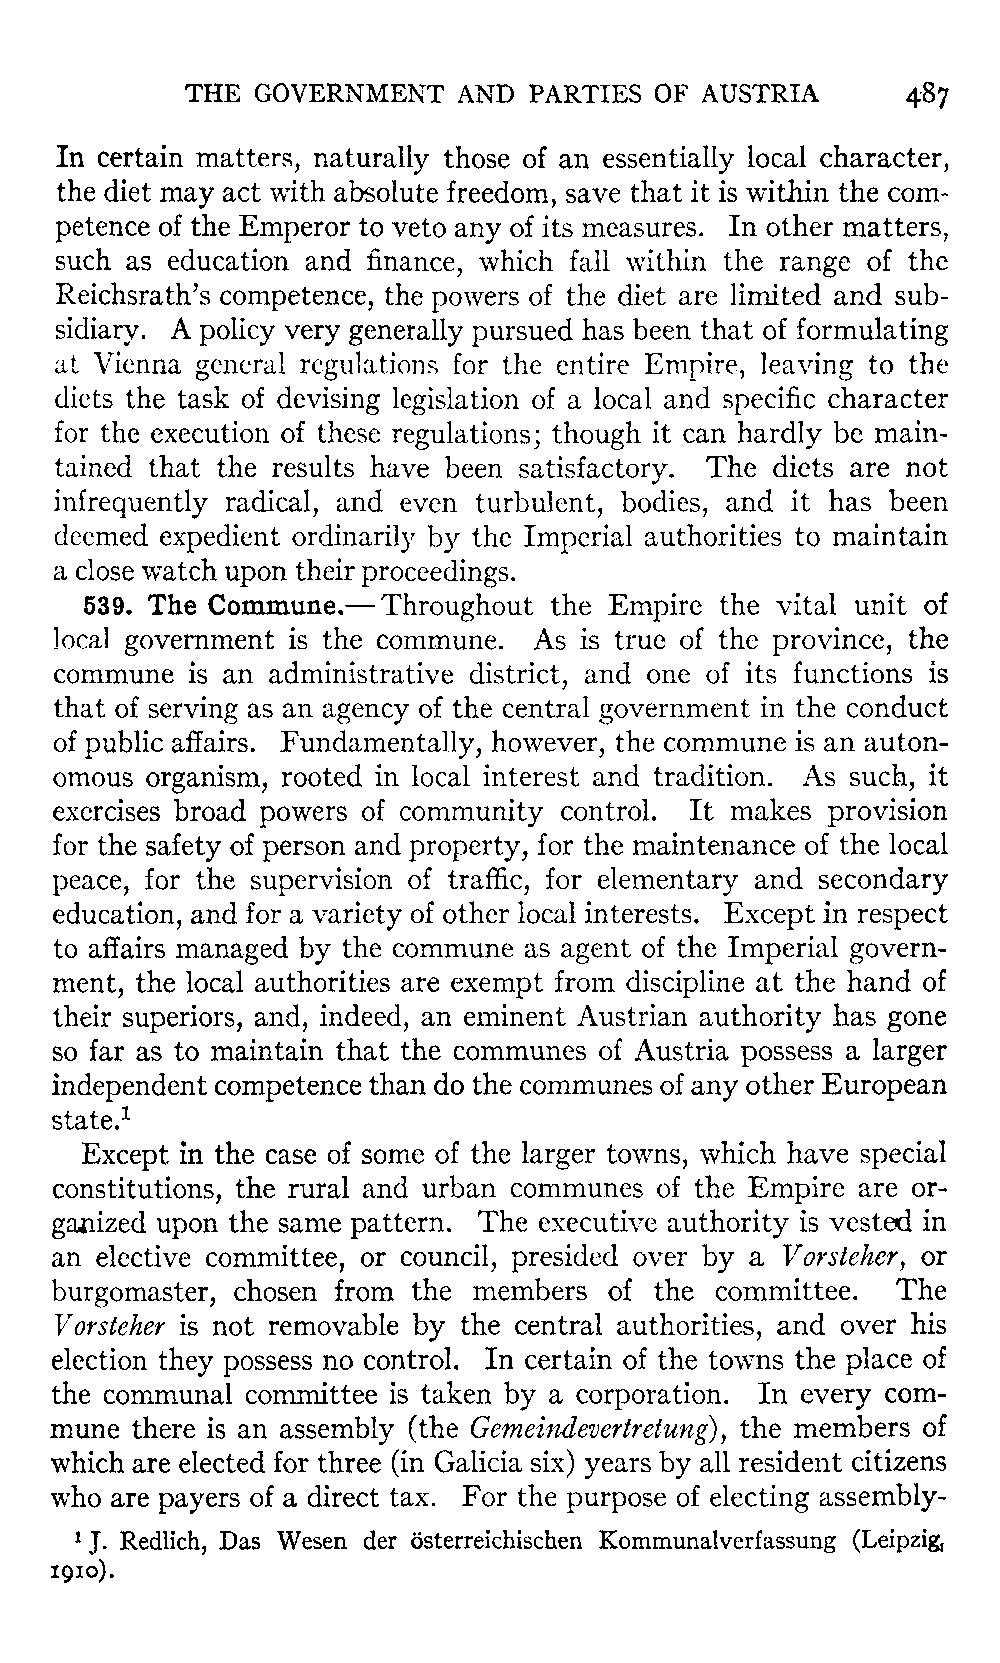 THE GOVERNMENT AND PARTIES OF AUSTRIA 487
In certain matters, naturally those of an essentially local character,
the diet may act with absolute freedom, save that it is within the com-
petence of the Emperor to veto any of its measures. In other matters,
such as education and finance, which fall within the range of the
Reichsrath's competence, the powers of the diet are limited and sub-
sidiary. A policy very generally pursued has been that of formulating
at Vienna general regulations for the entire Empire, leaving to the
diets the task of devising legislation of a local and specific character
for the execution of these regulations; though it can hardly be main-
tained that the results have been satisfactory. The diets are not
infrequently radical, and even turbulent, bodies, and it has been
deemed expedient ordinarily by the Imperial authorities to maintain
a close watch upon their proceedings.
539. The Commune.—Throughout the Empire the vital unit of
local government is the commune. As is true of the province, the
commune is an administrative district, and one of its functions is
that of serving as an agency of the central government in the conduct
of public affairs. Fundamentally, however, the commune is an auton-
omous organism, rooted in local interest and tradition. As such, it
exercises broad powers of community control. It makes provision
for the safety of person and property, for the maintenance of the local
peace, for the supervision of traffic, for elementary and secondary
education, and for a variety of other local interests. Except in respect
to affairs managed by the commune as agent of the Imperial govern-
ment, the local authorities are exempt from discipline at the hand of
their superiors, and, indeed, an eminent Austrian authority has gone
so far as to maintain that the communes of Austria possess a larger
independent competence than do the communes of any other European
state.¹
Except in the case of some of the larger towns, which have special
constitutions, the rural and urban communes of the Empire are or-
ganized upon the same pattern. The executive authority is vested in
an elective committee, or council, presided over by a Vorsteher, or
burgomaster, chosen from the members of the committee. The
Vorsteher is not removable by the central authorities, and over his
election they possess no control. In certain of the towns the place of
the communal committee is taken by a corporation. In every com-
mune there is an assembly (the Gemeindevertretung), the members of
which are elected for three (in Galicia six) years by all resident citizens
who are payers of a direct tax. For the purpose of electing assembly-
¹ J. Redlich, Das Wesen der österreichischen Kommunalverfassung (Leipzig,
1910).